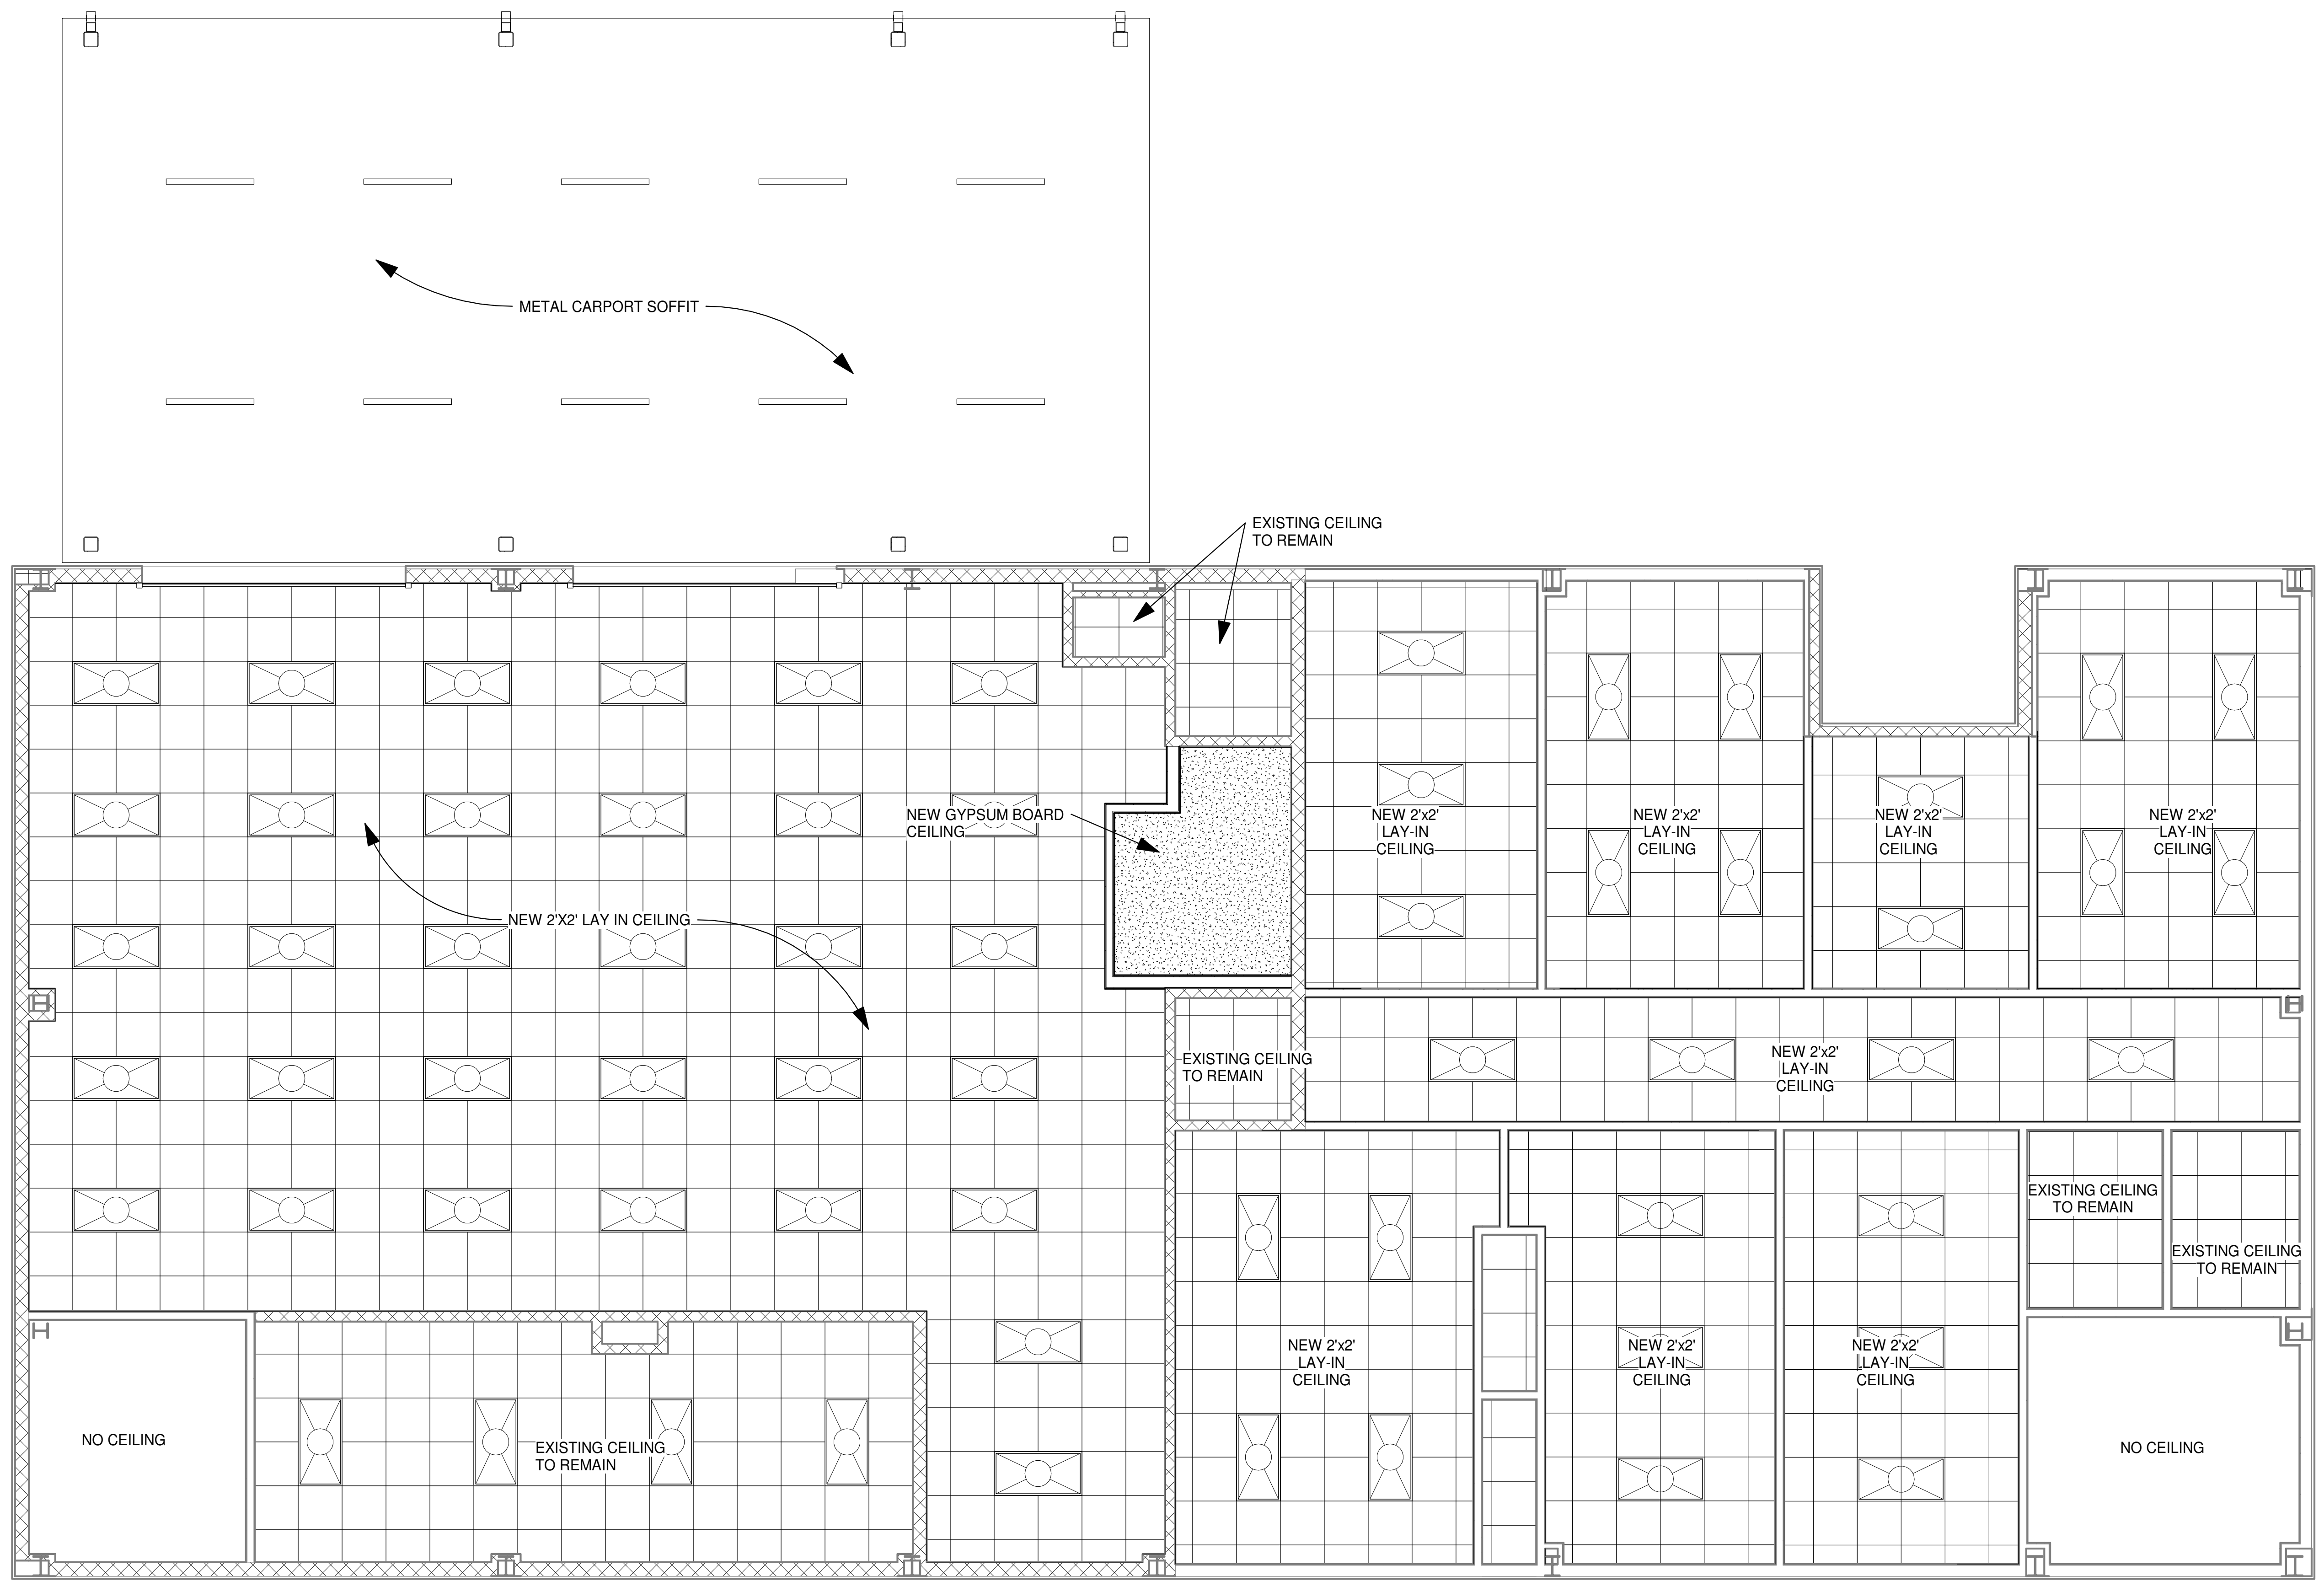 METAL CARPORT SOFFIT
EXISTING CEILING
TO REMAIN
NEW GYPSUM BOARD
CEILING
NEW 2'x2'
LAY-IN
CEILING
NEW 2'x2'
LAY-IN
CEILING
NEW 2'x2'
LAY-IN
CEILING
NEW 2'x2'
LAY-IN
CEILING
NEW 2'X2' LAY IN CEILING
EXISTING CEILING
TO REMAIN
NEW 2'x2'
LAY-IN
CEILING
EXISTING CEILING
TO REMAIN
EXISTING CEILING
TO REMAIN
NEW 2'x2'
LAY-IN
CEILING
NEW 2'x2'
LAY-IN
CEILING
NEW 2'x2'
LAY-IN
CEILING
NO CEILING
EXISTING CEILING
TO REMAIN
NO CEILING